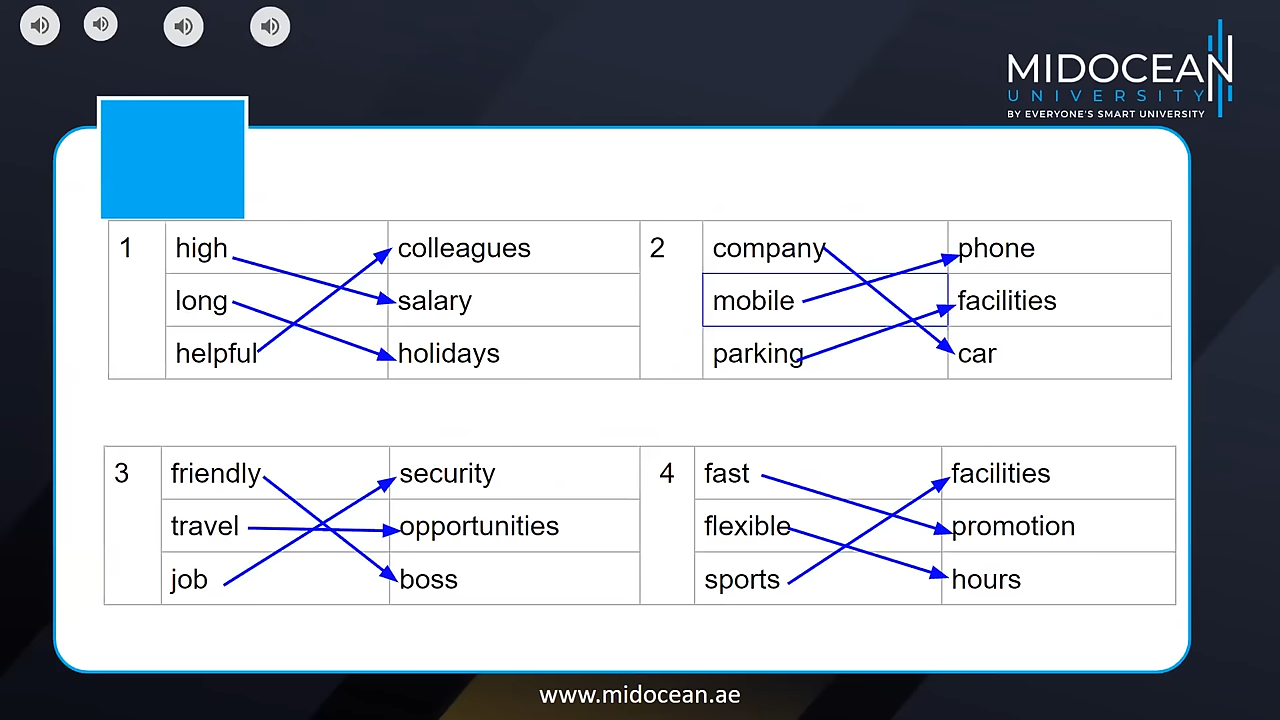 MIDOCEAN
UNIVERSITY
BY EVERYONE'S SMART UNIVERSITY
1 high colleagues
long salary
helpful holidays
2 company phone
mobile facilities
parking car
3 friendly security
travel opportunities
job boss
4 fast facilities
flexible promotion
sports hours
www.midocean.ae